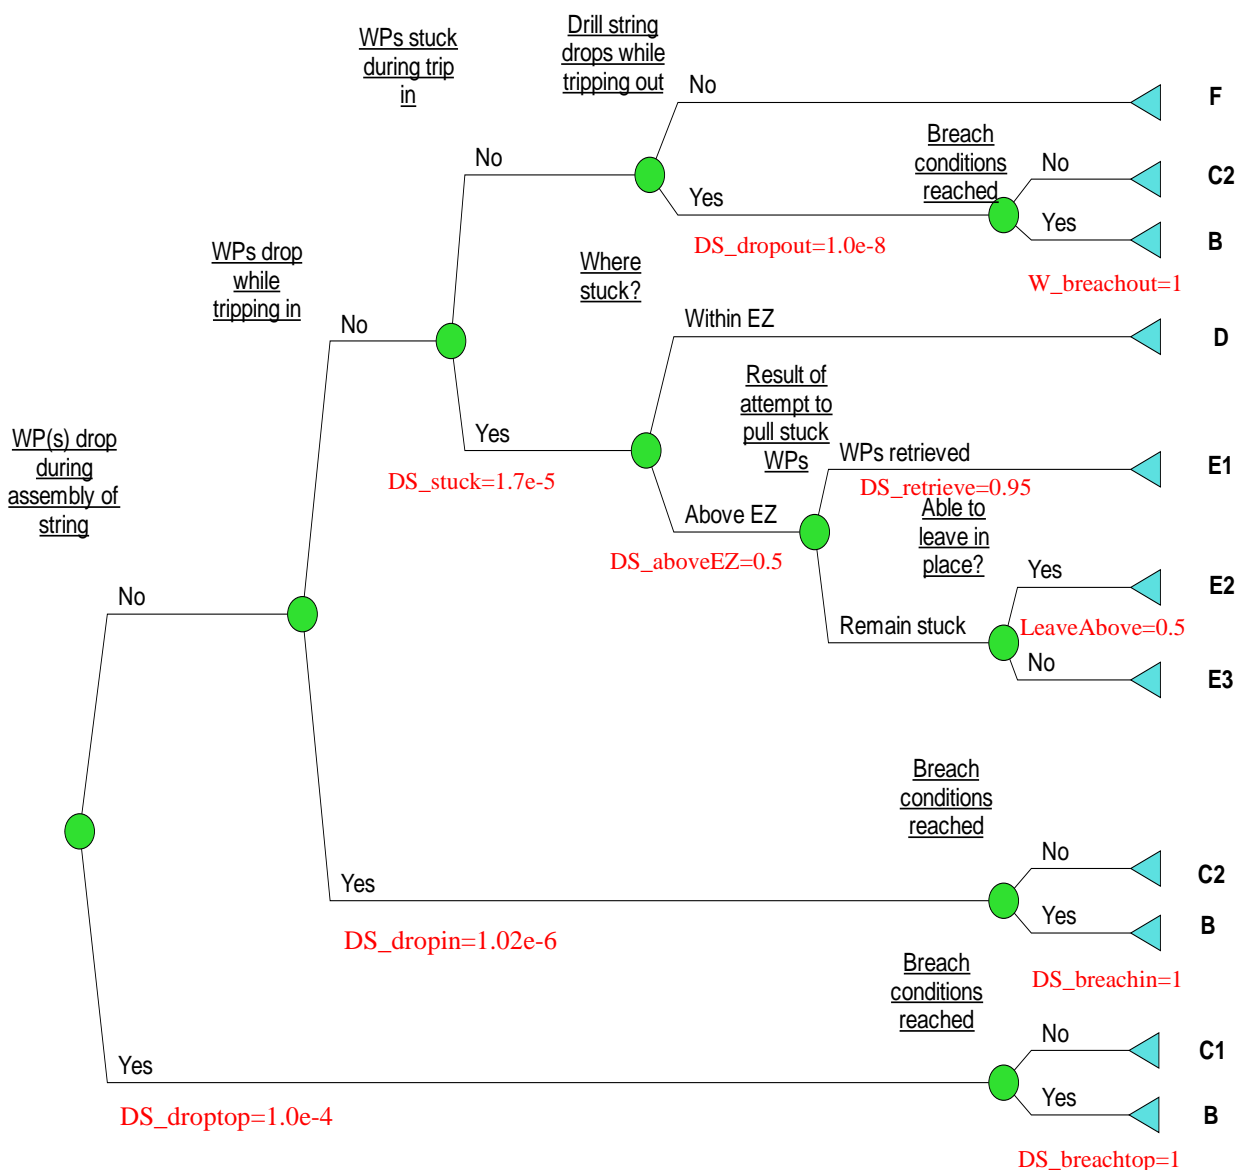 WPs stuck
during trip
in
Drill string
drops while
tripping out
No
F
Breach
conditions
reached
No
C2
No
Yes
Yes
B
DS_dropout=1.0e-8
W_breachout=1
WPs drop
while
tripping in
Where
stuck?
No
Within EZ
D
Result of
attempt to
pull stuck
WPs
WP(s) drop
during
assembly of
string
Yes
DS_stuck=1.7e-5
WPs retrieved
E1
DS_retrieve=0.95
Above EZ
DS_aboveEZ=0.5
Able to
leave in
place?
Yes
E2
LeaveAbove=0.5
Remain stuck
No
E3
No
Breach
conditions
reached
No
C2
Yes
Yes
B
DS_dropin=1.02e-6
DS_breachin=1
Breach
conditions
reached
No
C1
Yes
Yes
B
DS_droptop=1.0e-4
DS_breachtop=1